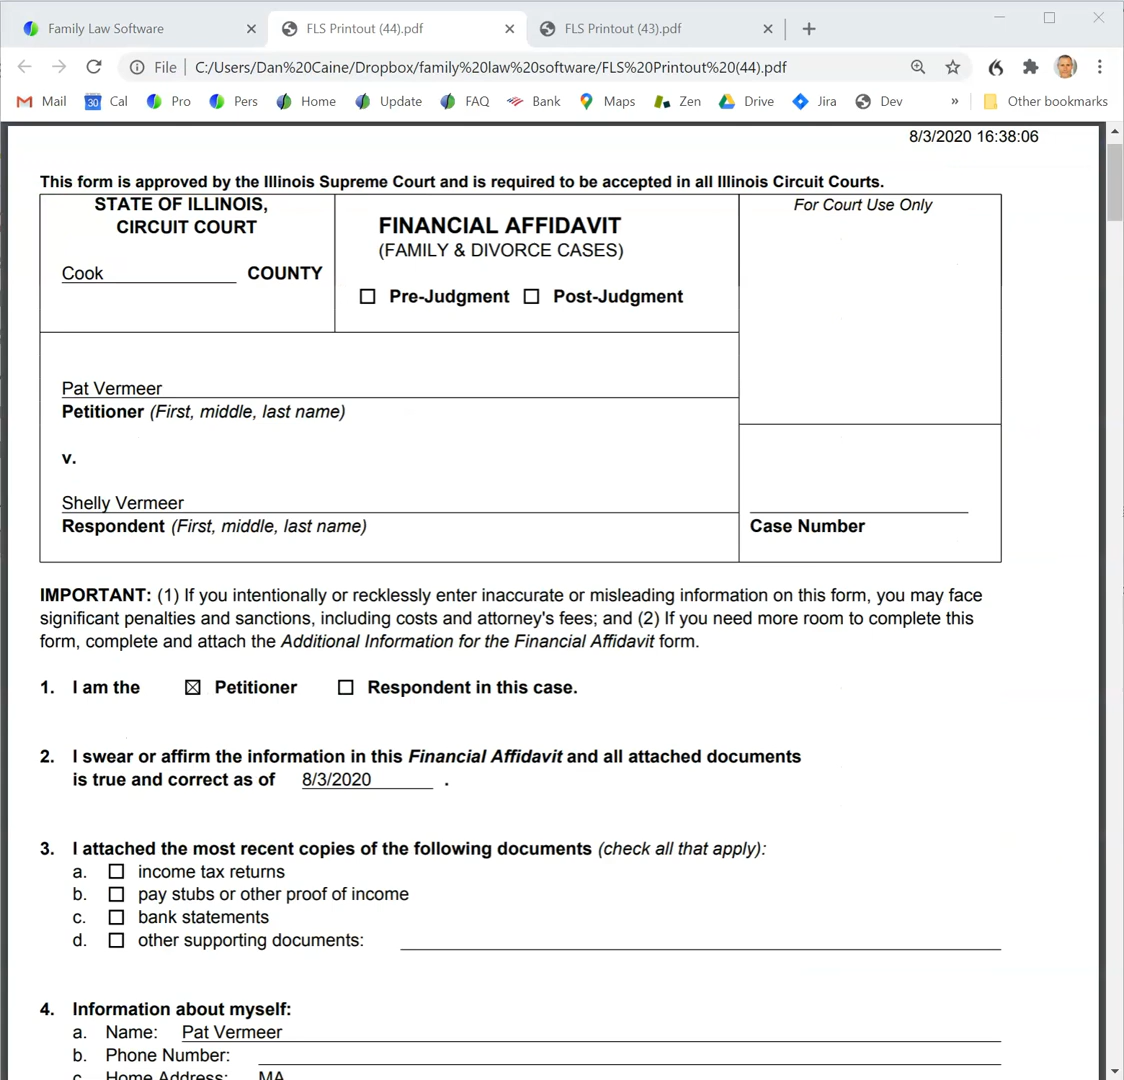 Family Law Software
FLS Printout (44).pdf
FLS Printout (43).pdf
File | C:/Users/Dan%20Caine/Dropbox/family%20law%20software/FLS%20Printout%20(44).pdf
Mail 30 Cal Pro Pers Home Update FAQ Bank Maps Zen Drive Jira Dev » Other bookmarks
8/3/2020 16:38:06
This form is approved by the Illinois Supreme Court and is required to be accepted in all Illinois Circuit Courts.
STATE OF ILLINOIS,
CIRCUIT COURT
Cook COUNTY
FINANCIAL AFFIDAVIT
(FAMILY & DIVORCE CASES)
☐ Pre-Judgment ☐ Post-Judgment
For Court Use Only
Pat Vermeer
Petitioner (First, middle, last name)
v.
Shelly Vermeer
Respondent (First, middle, last name)
Case Number
IMPORTANT: (1) If you intentionally or recklessly enter inaccurate or misleading information on this form, you may face
significant penalties and sanctions, including costs and attorney's fees; and (2) If you need more room to complete this
form, complete and attach the Additional Information for the Financial Affidavit form.
1. I am the ☒ Petitioner ☐ Respondent in this case.
2. I swear or affirm the information in this Financial Affidavit and all attached documents
is true and correct as of 8/3/2020 .
3. I attached the most recent copies of the following documents (check all that apply):
a. ☐ income tax returns
b. ☐ pay stubs or other proof of income
c. ☐ bank statements
d. ☐ other supporting documents:
4. Information about myself:
a. Name: Pat Vermeer
b. Phone Number:
c. Home Address: MA